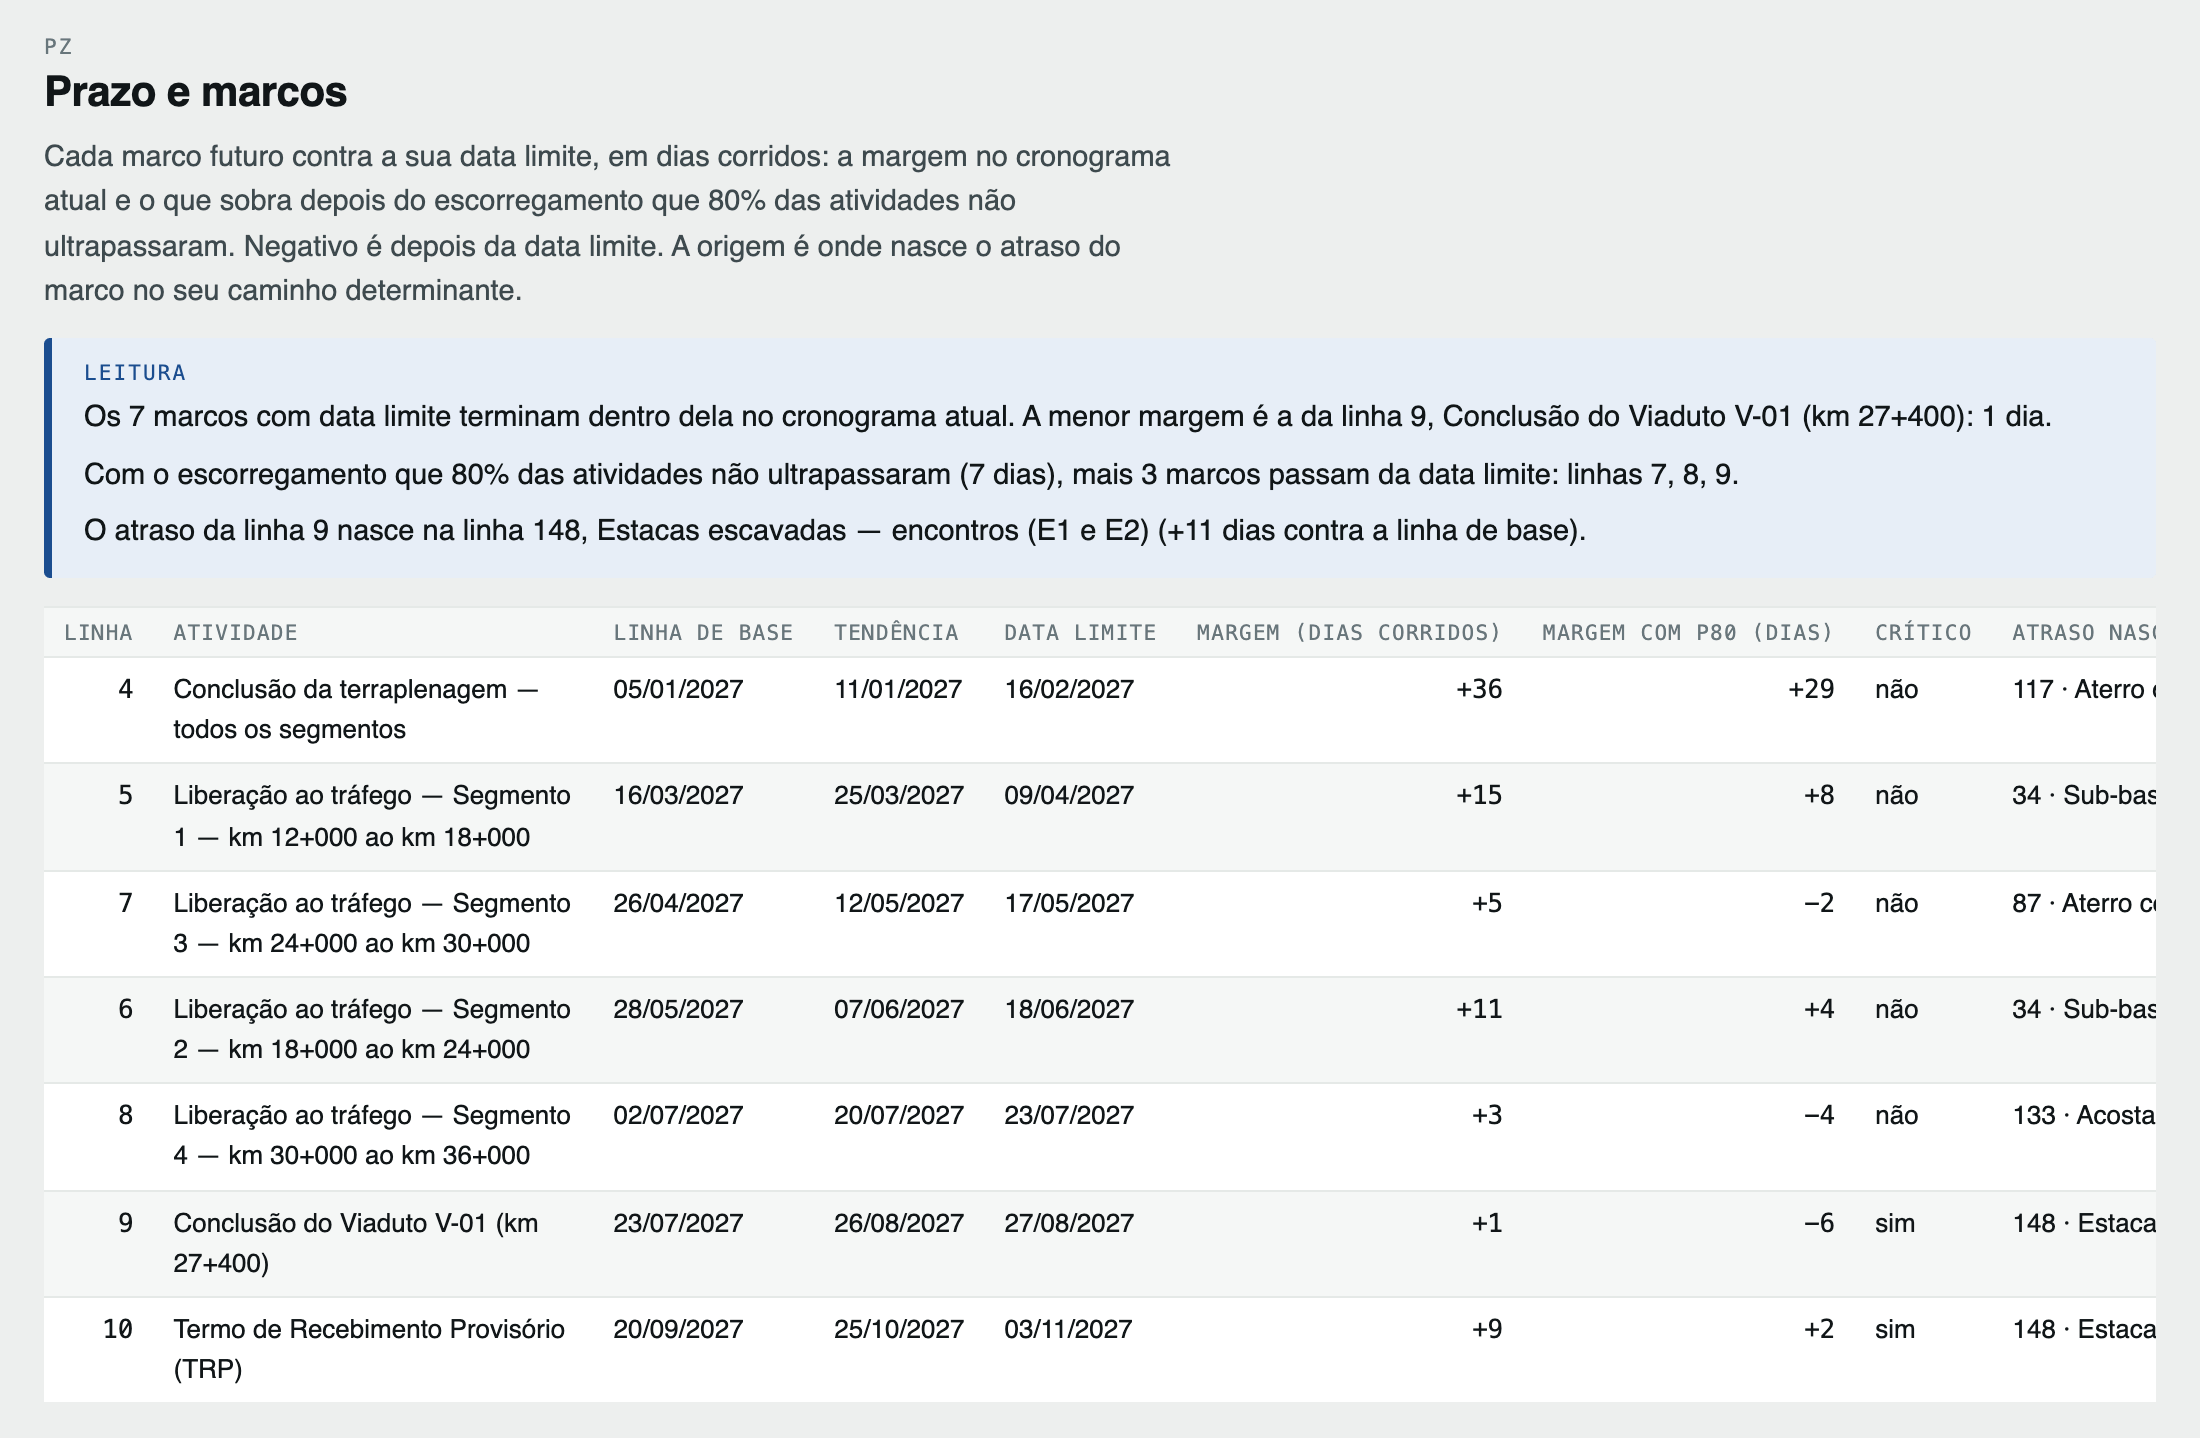 PZ
Prazo e marcos
Cada marco futuro contra a sua data limite, em dias corridos: a margem no cronograma
atual e o que sobra depois do escorregamento que 80% das atividades não
ultrapassaram. Negativo é depois da data limite. A origem é onde nasce o atraso do
marco no seu caminho determinante.
LEITURA
Os 7 marcos com data limite terminam dentro dela no cronograma atual. A menor margem é a da linha 9, Conclusão do Viaduto V-01 (km 27+400): 1 dia.
Com o escorregamento que 80% das atividades não ultrapassaram (7 dias), mais 3 marcos passam da data limite: linhas 7, 8, 9.
O atraso da linha 9 nasce na linha 148, Estacas escavadas — encontros (E1 e E2) (+11 dias contra a linha de base).
LINHA ATIVIDADE LINHA DE BASE TENDÊNCIA DATA LIMITE MARGEM (DIAS CORRIDOS) MARGEM COM P80 (DIAS) CRÍTICO ATRASO
4 Conclusão da terraplenagem — 05/01/2027 11/01/2027 16/02/2027 +36 +29 não 117 · Aterro
todos os segmentos
5 Liberação ao tráfego — Segmento 16/03/2027 25/03/2027 09/04/2027 +15 +8 não 34 · Sub-bas
1 — km 12+000 ao km 18+000
7 Liberação ao tráfego — Segmento 26/04/2027 12/05/2027 17/05/2027 +5 −2 não 87 · Aterro
3 — km 24+000 ao km 30+000
6 Liberação ao tráfego — Segmento 28/05/2027 07/06/2027 18/06/2027 +11 +4 não 34 · Sub-bas
2 — km 18+000 ao km 24+000
8 Liberação ao tráfego — Segmento 02/07/2027 20/07/2027 23/07/2027 +3 −4 não 133 · Acosta
4 — km 30+000 ao km 36+000
9 Conclusão do Viaduto V-01 (km 23/07/2027 26/08/2027 27/08/2027 +1 −6 sim 148 · Estaca
27+400)
10 Termo de Recebimento Provisório 20/09/2027 25/10/2027 03/11/2027 +9 +2 sim 148 · Estaca
(TRP)